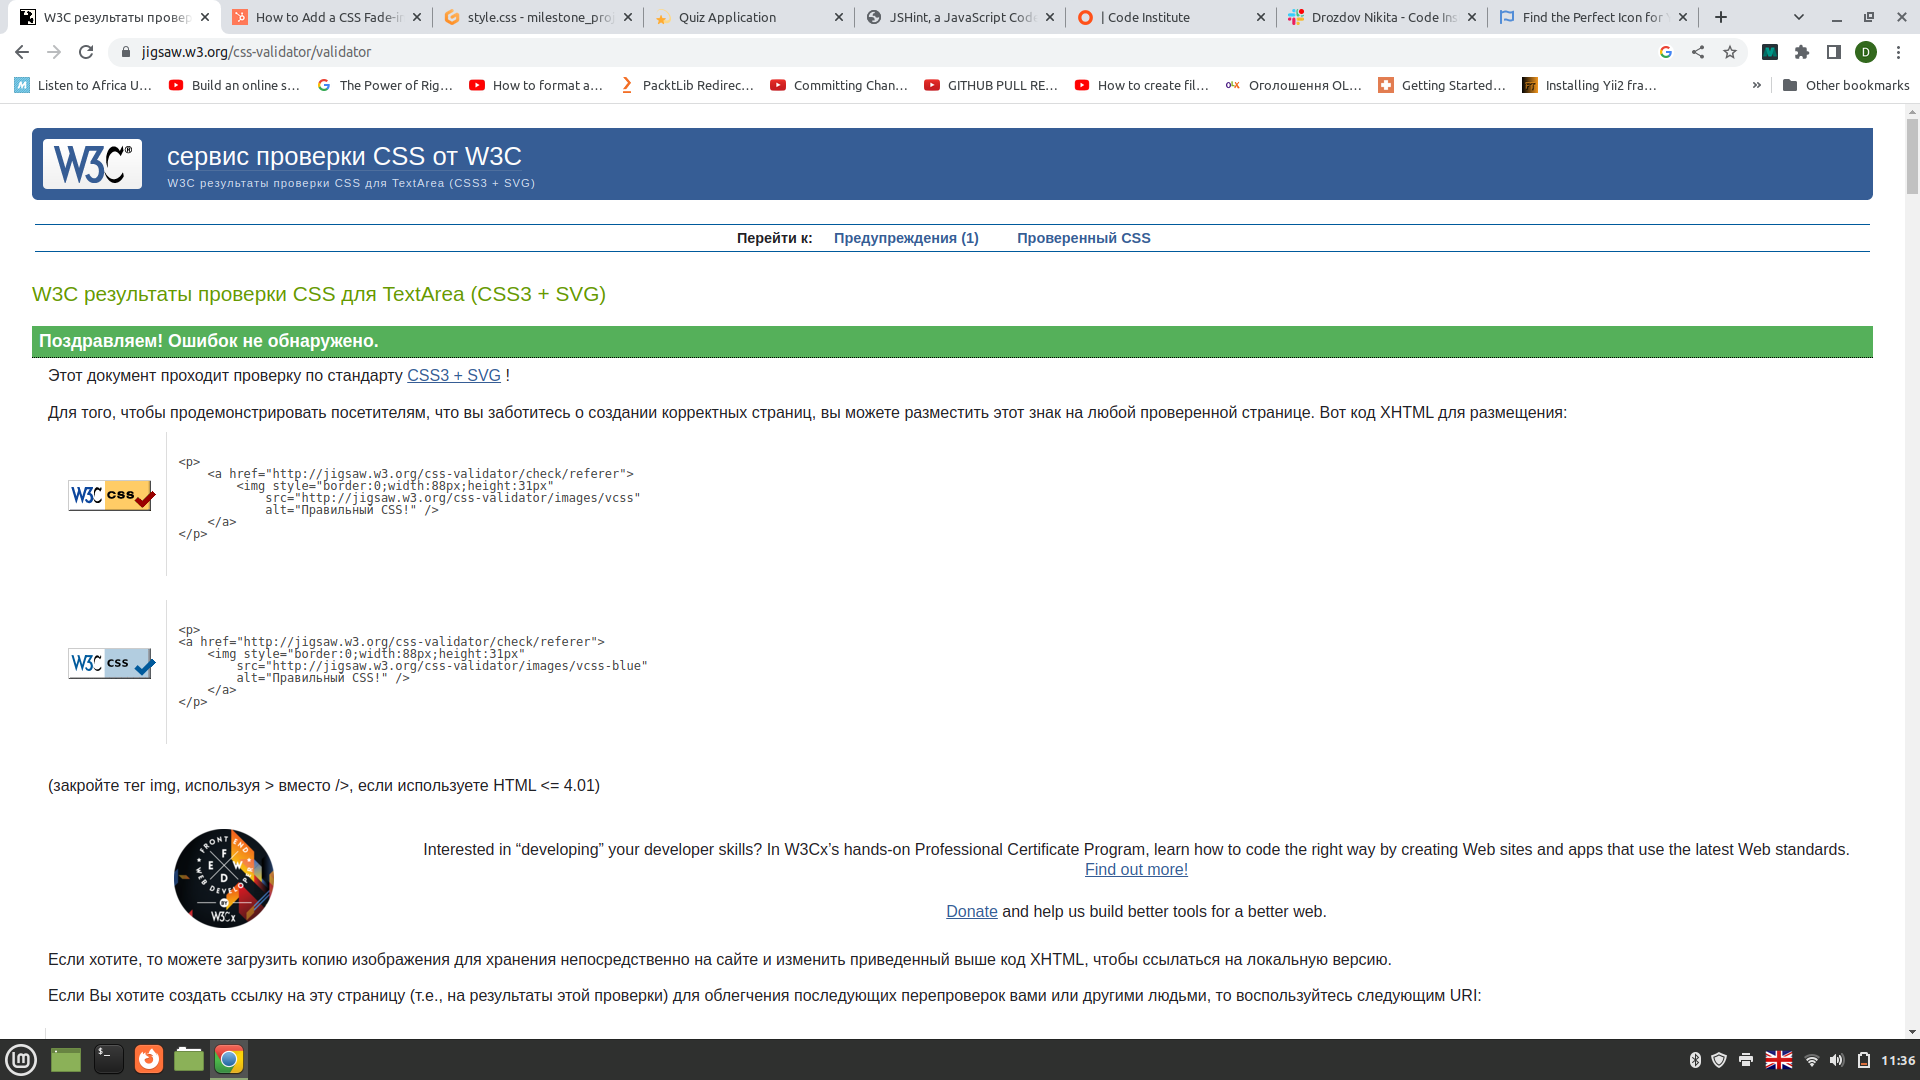 W3C результаты проверк
How to Add a CSS Fade-in
style.css - milestone_proj
Quiz Application
JSHint, a JavaScript Code
| Code Institute
Drozdov Nikita - Code Ins
Find the Perfect Icon for Y
jigsaw.w3.org/css-validator/validator
D
Listen to Africa U…
Build an online s…
The Power of Rig…
How to format a…
PacktLib Redirec…
Committing Chan…
GITHUB PULL RE…
How to create fil…
Оголошення OL…
Getting Started…
Installing Yii2 fra…
»
Other bookmarks
W3C®
сервис проверки CSS от W3C
W3C результаты проверки CSS для TextArea (CSS3 + SVG)
Перейти к: Предупреждения (1) Проверенный CSS
W3C результаты проверки CSS для TextArea (CSS3 + SVG)
Поздравляем! Ошибок не обнаружено.
Этот документ проходит проверку по стандарту CSS3 + SVG !
Для того, чтобы продемонстрировать посетителям, что вы заботитесь о создании корректных страниц, вы можете разместить этот знак на любой проверенной странице. Вот код XHTML для размещения:
W3C css
<p>
<a href="http://jigsaw.w3.org/css-validator/check/referer">
<img style="border:0;width:88px;height:31px"
src="http://jigsaw.w3.org/css-validator/images/vcss"
alt="Правильный CSS!" />
</a>
</p>
W3C css
<p>
<a href="http://jigsaw.w3.org/css-validator/check/referer">
<img style="border:0;width:88px;height:31px"
src="http://jigsaw.w3.org/css-validator/images/vcss-blue"
alt="Правильный CSS!" />
</a>
</p>
(закройте тег img, используя > вместо />, если используете HTML <= 4.01)
FRONT END
F
E W
D
WEB DEVELOPER
W3Cx
Interested in “developing” your developer skills? In W3Cx’s hands-on Professional Certificate Program, learn how to code the right way by creating Web sites and apps that use the latest Web standards.
Find out more!
Donate and help us build better tools for a better web.
Если хотите, то можете загрузить копию изображения для хранения непосредственно на сайте и изменить приведенный выше код XHTML, чтобы ссылаться на локальную версию.
Если Вы хотите создать ссылку на эту страницу (т.е., на результаты этой проверки) для облегчения последующих перепроверок вами или другими людьми, то воспользуйтесь следующим URI:
11:36